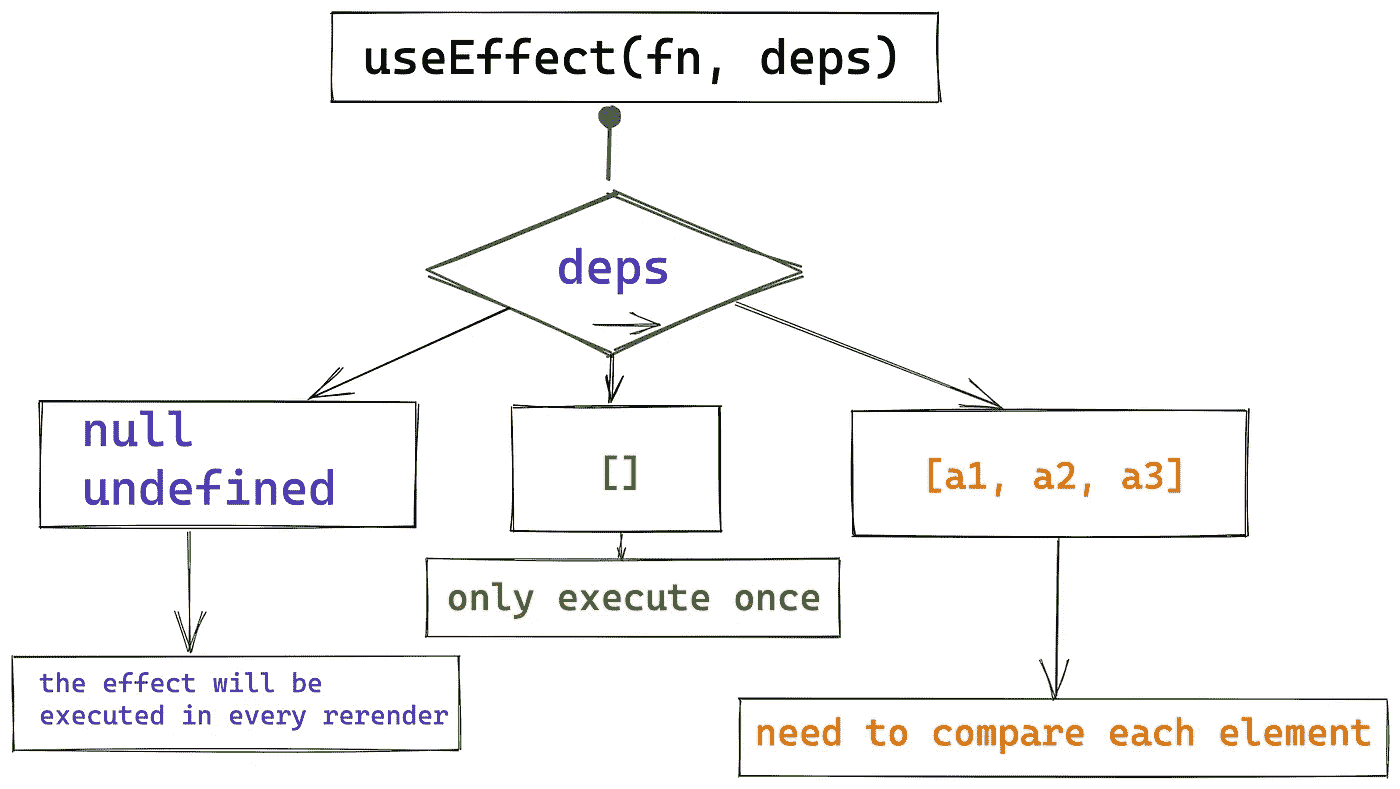 useEffect(fn, deps)
deps
null
undefined
[]
[a1, a2, a3]
only execute once
the effect will be
executed in every rerender
need to compare each element